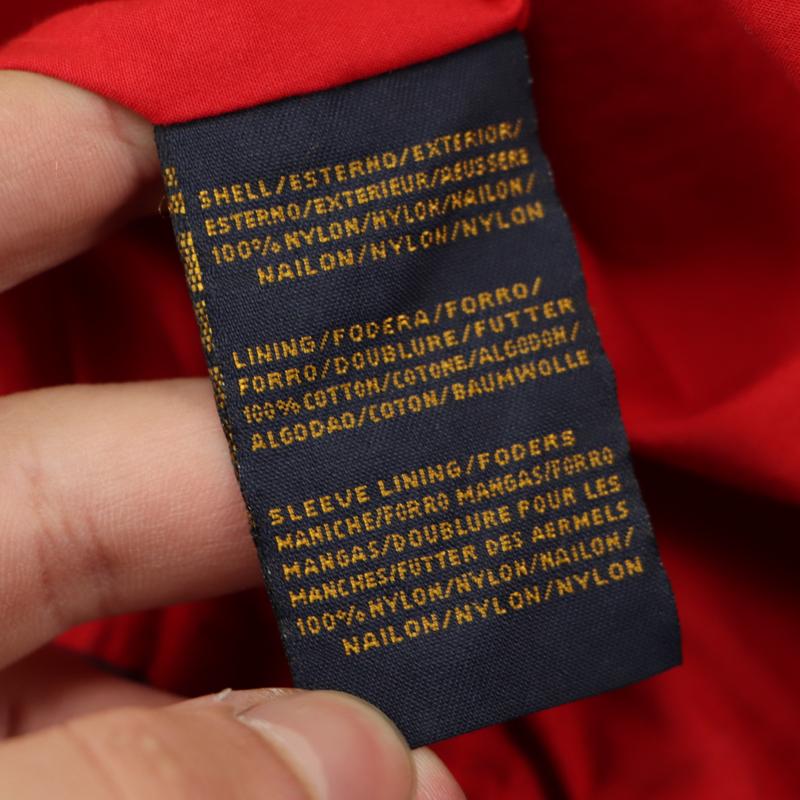 SHELL/ESTERNO/EXTERIOR/
ESTERNO/EXTERIEUR/AEUSSERE
100% NYLON/NYLON/NAILON/
NAILON/NYLON/NYLON
LINING/FODERA/FORRO/
FORRO/DOUBLURE/FUTTER
100% COTTON/COTONE/ALGODON/
ALGODAO/COTON/BAUMWOLLE
SLEEVE LINING/FODERS
MANICHE/FORRO MANGAS/FORRO
MANGAS/DOUBLURE POUR LES
MANCHES/FUTTER DES AERMELS
100% NYLON/NYLON/NAILON/
NAILON/NYLON/NYLON